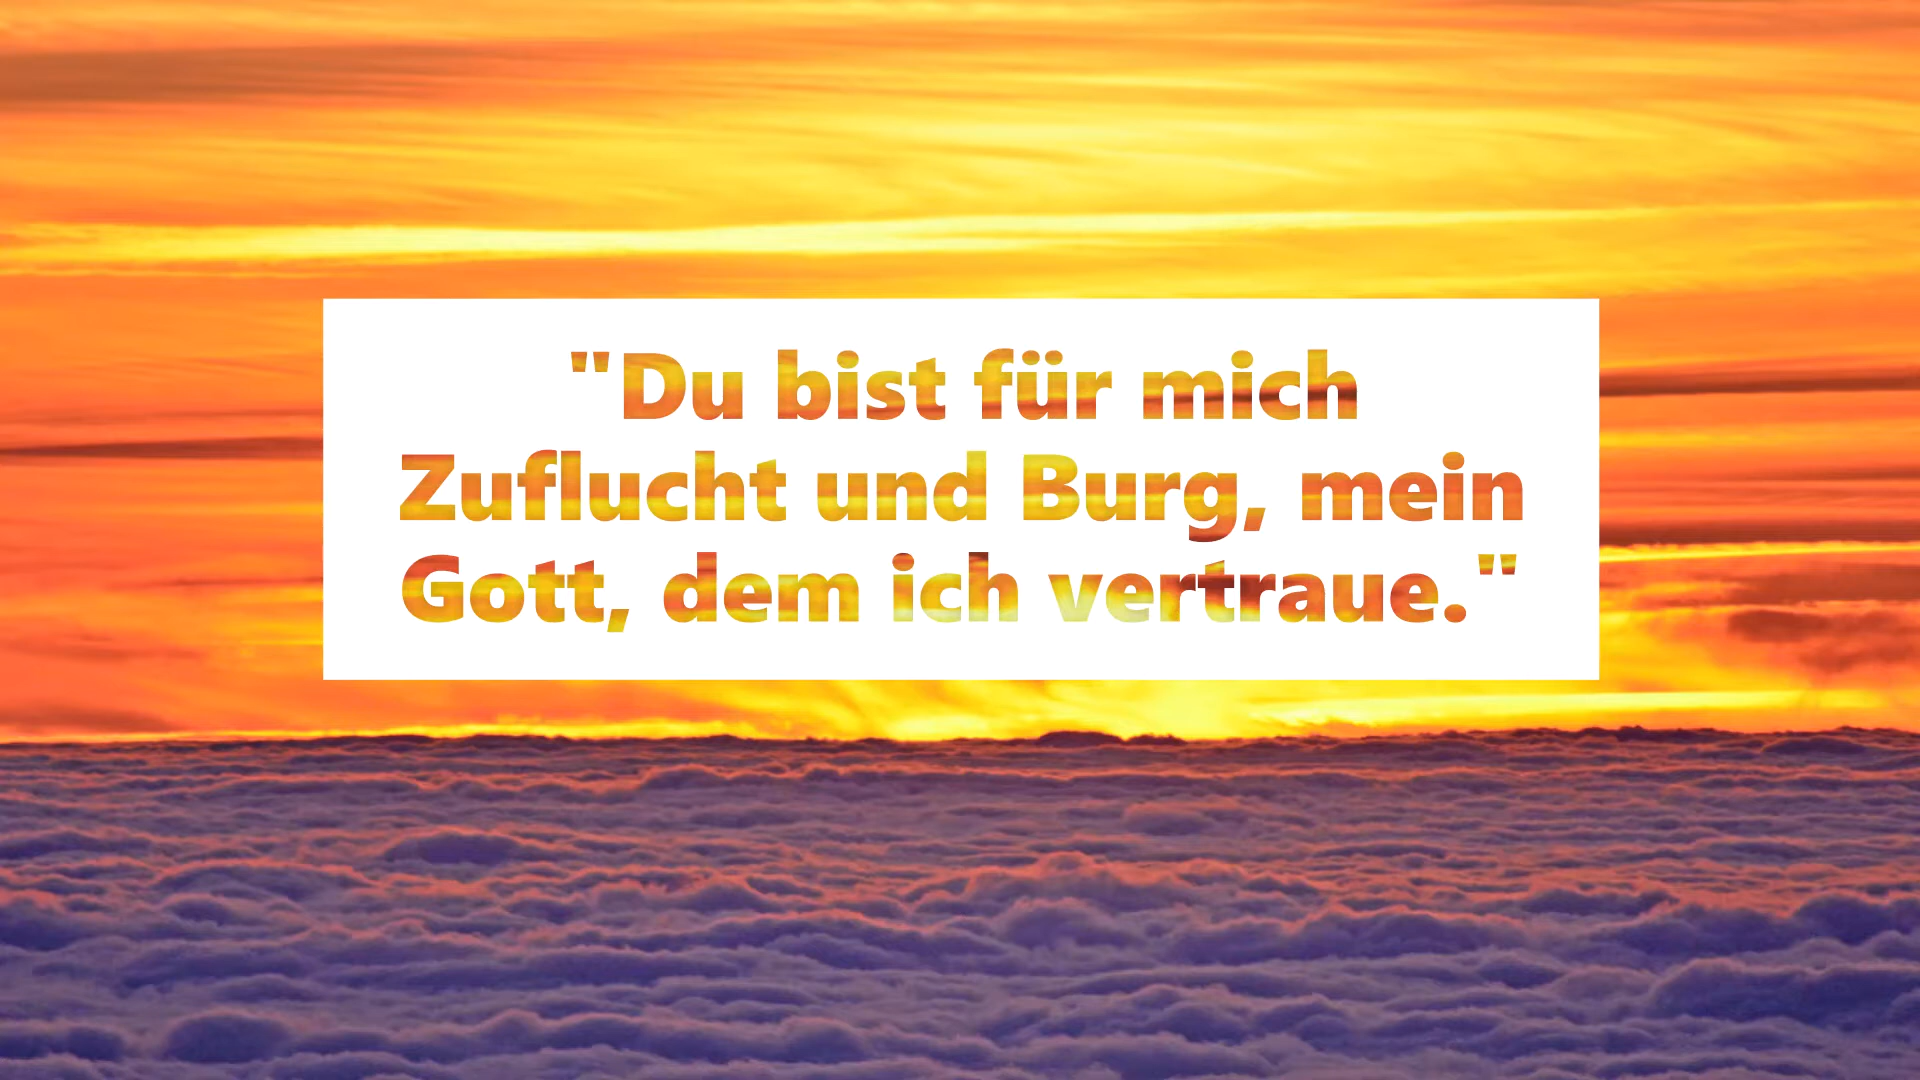 "Du bist für mich
Zuflucht und Burg, mein
Gott, dem ich vertraue."